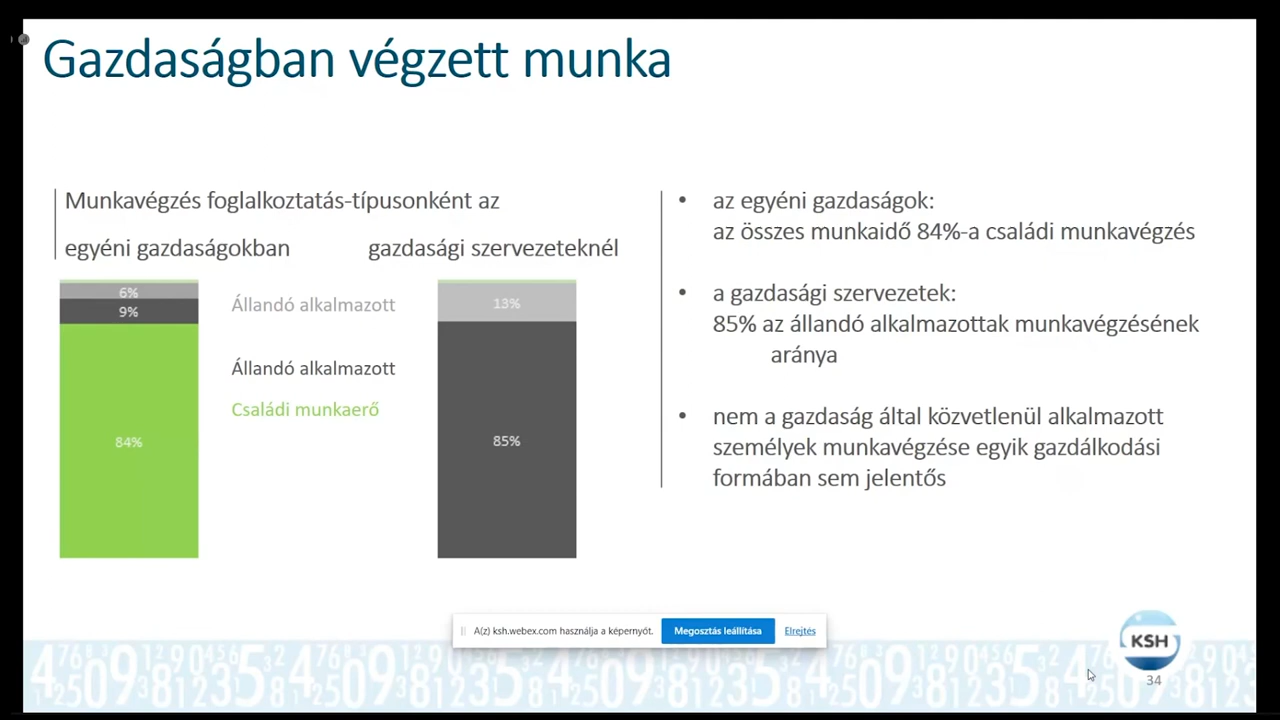 Gazdaságban végzett munka
Munkavégzés foglalkoztatás-típusonként az
egyéni gazdaságokban
gazdasági szervezeteknél
6%
9%
84%
Állandó alkalmazott
Állandó alkalmazott
Családi munkaerő
13%
85%
• az egyéni gazdaságok:
az összes munkaidő 84%-a családi munkavégzés
• a gazdasági szervezetek:
85% az állandó alkalmazottak munkavégzésének
aránya
• nem a gazdaság által közvetlenül alkalmazott
személyek munkavégzése egyik gazdálkodási
formában sem jelentős
A(z) ksh.webex.com használja a képernyőt.
Megosztás leállítása
Elrejtés
KSH
34